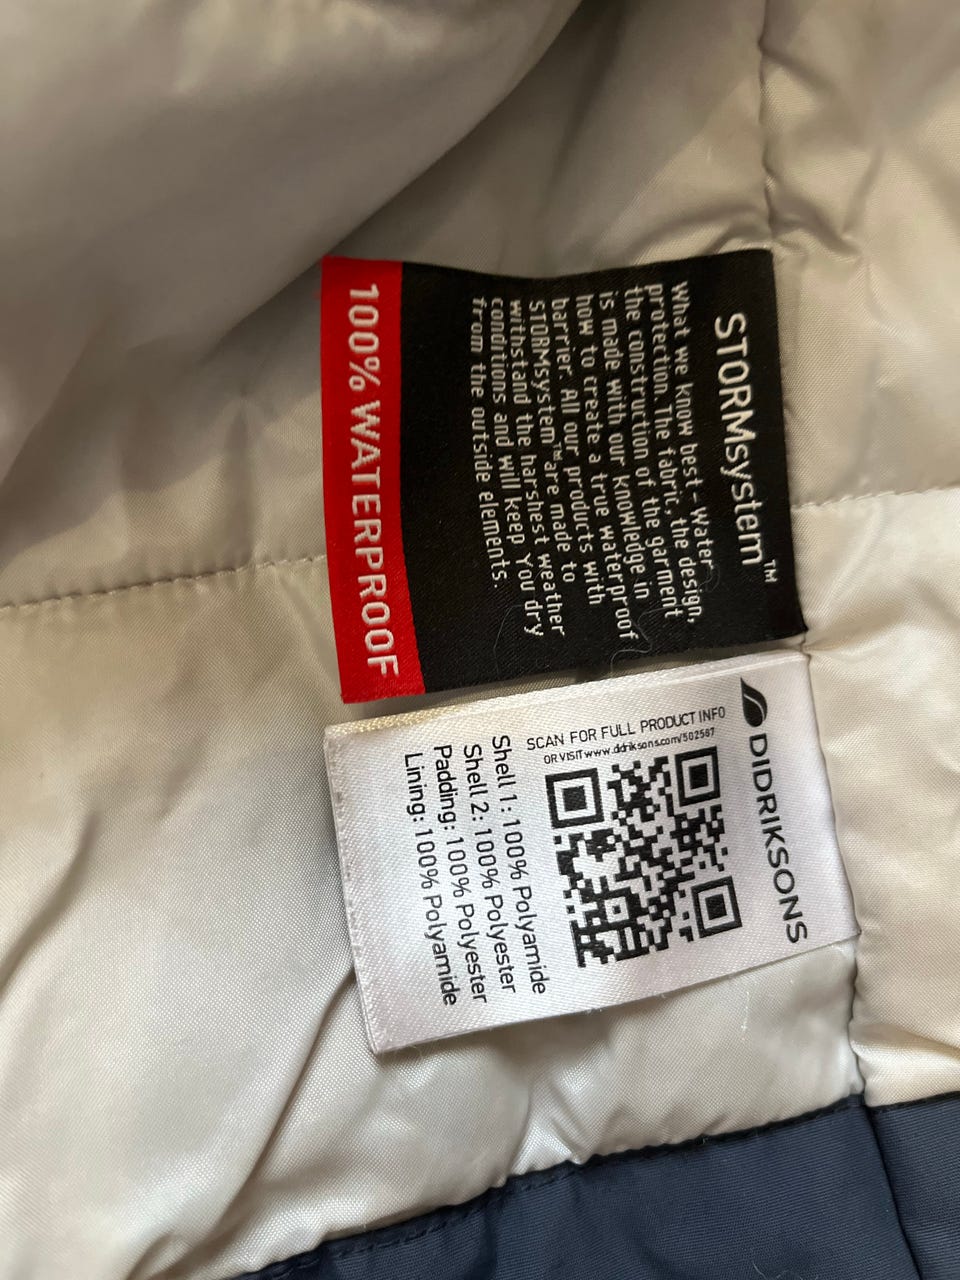 STORMsystem™
What we know best-Water
protection. The fabric, the design,
the construction of the garment
is made with our knowledge in
how to create a true waterproof
barrier. All our products with
STORMsystem™ are made to
withstand the harshest weather
conditions and will keep you dry
from the outside elements.
100% WATERPROOF
DIDRIKSONS
SCAN FOR FULL PRODUCT INFO
OR VISIT www.didriksons.com/502587
Shell 1: 100% Polyamide
Shell 2: 100% Polyester
Padding: 100% Polyester
Lining: 100% Polyamide